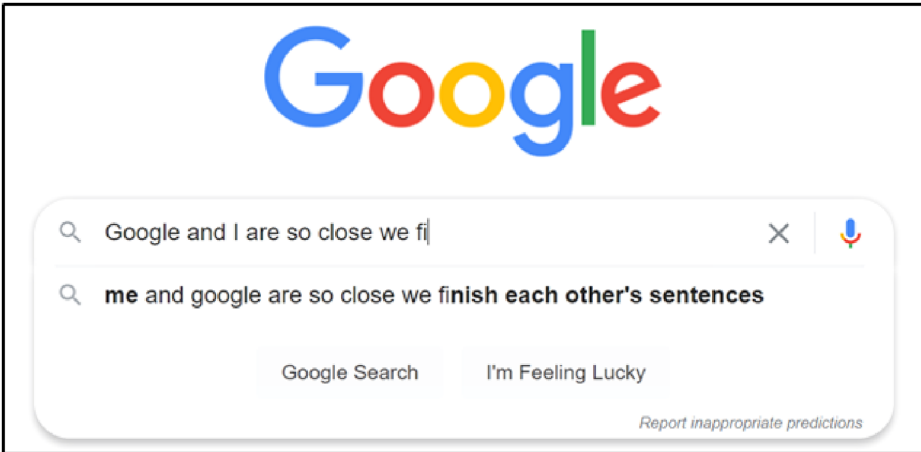 Google
Google and I are so close we fi
me and google are so close we finish each other's sentences
Google Search
I'm Feeling Lucky
Report inappropriate predictions